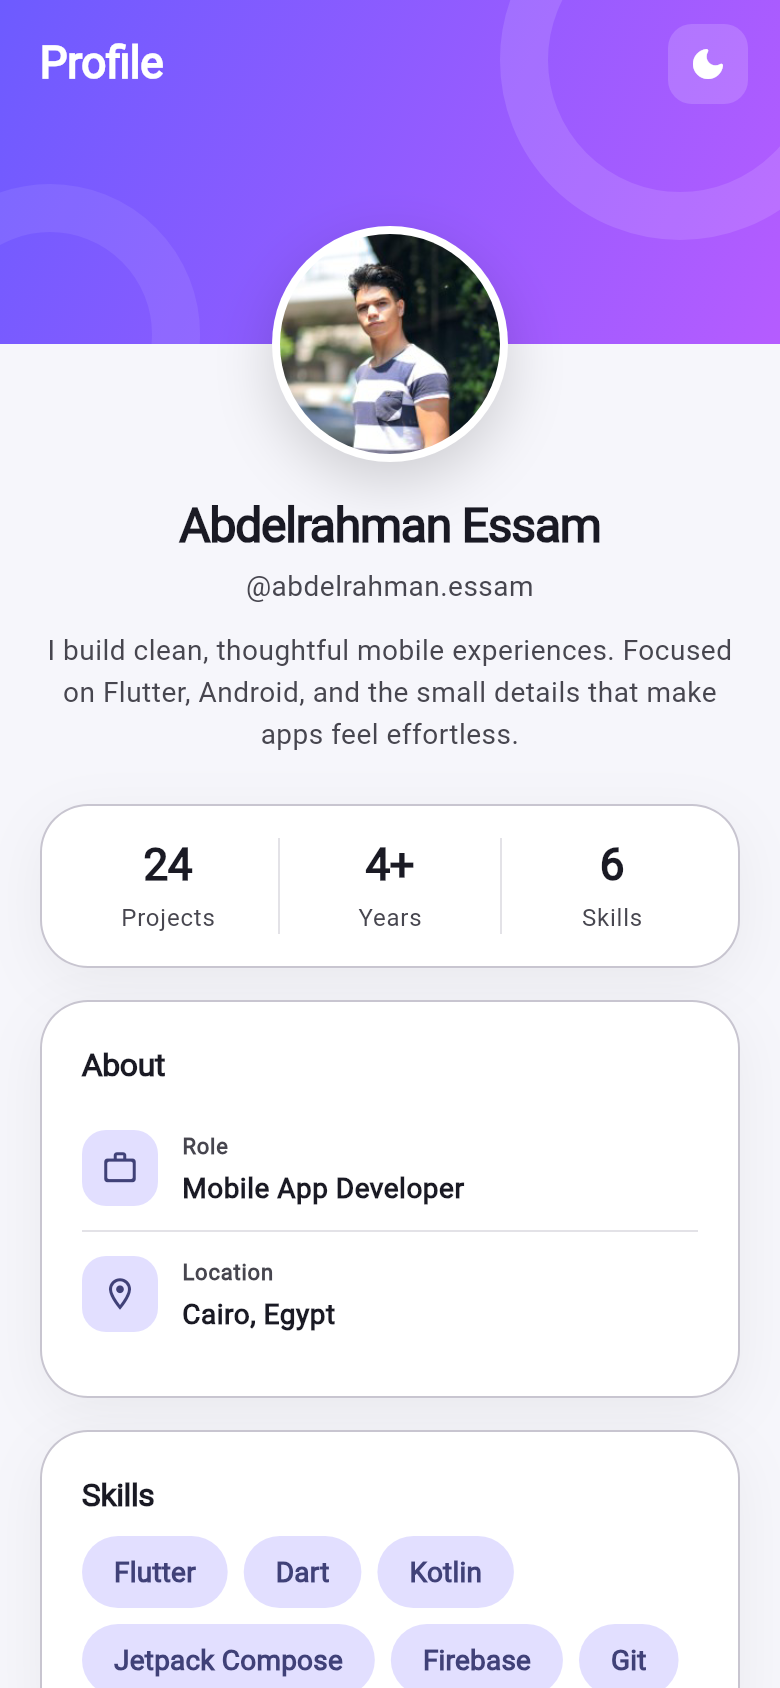 Profile
Abdelrahman Essam
@abdelrahman.essam
I build clean, thoughtful mobile experiences. Focused
on Flutter, Android, and the small details that make
apps feel effortless.
24 4+ 6
Projects Years Skills
About
Role
Mobile App Developer
Location
Cairo, Egypt
Skills
Flutter Dart Kotlin
Jetpack Compose Firebase Git